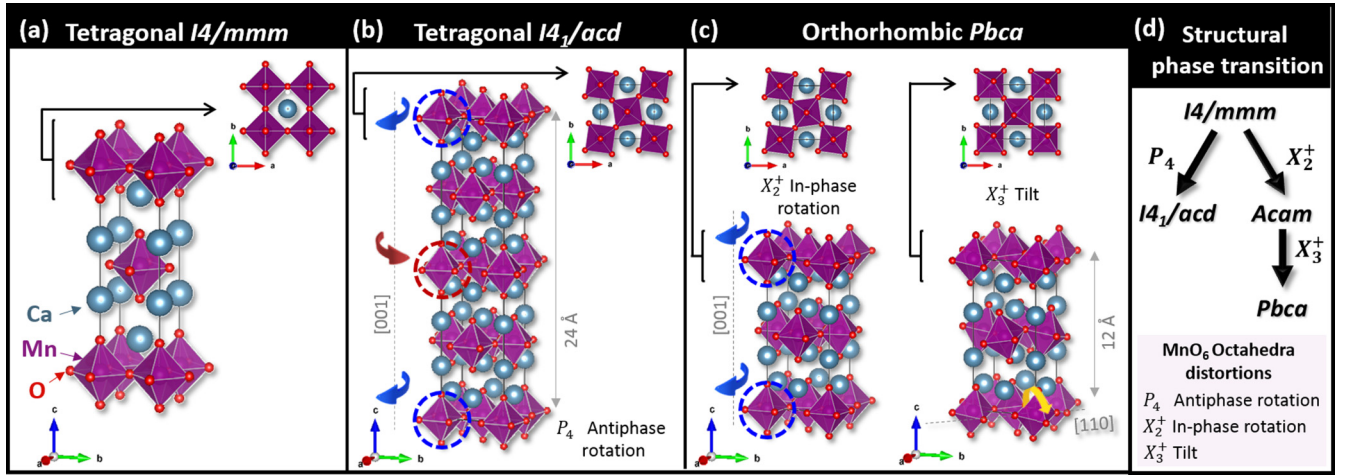 (a) Tetragonal I4/mmm
b
a
Ca
Mn
O
c
a
b
(b) Tetragonal I4₁/acd
b
a
[001]
24 Å
c
a
b
P₄ Antiphase
rotation
(c) Orthorhombic Pbca
b
a
X₂⁺ In-phase
rotation
[001]
c
a
b
b
a
X₃⁺ Tilt
12 Å
[110]
c
a
b
(d) Structural
phase transition
I4/mmm
P₄
X₂⁺
I4₁/acd
Acam
X₃⁺
Pbca
MnO₆ Octahedra
distortions
P₄ Antiphase rotation
X₂⁺ In-phase rotation
X₃⁺ Tilt